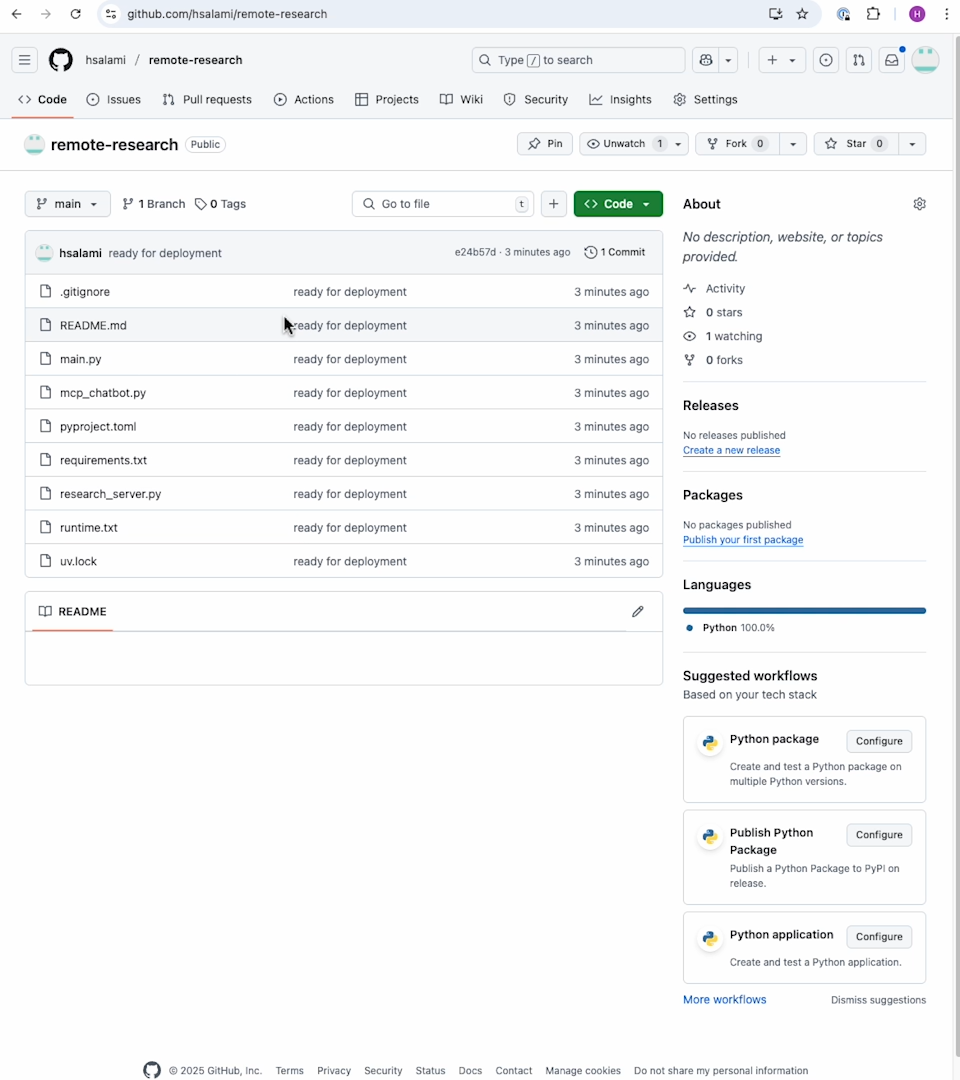 github.com/hsalami/remote-research
H
hsalami / remote-research
Type / to search
Code Issues Pull requests Actions Projects Wiki Security Insights Settings
remote-research Public
Pin Unwatch 1 Fork 0 Star 0
main 1 Branch 0 Tags Go to file t + Code
hsalami ready for deployment e24b57d · 3 minutes ago 1 Commit
.gitignore ready for deployment 3 minutes ago
README.md ready for deployment 3 minutes ago
main.py ready for deployment 3 minutes ago
mcp_chatbot.py ready for deployment 3 minutes ago
pyproject.toml ready for deployment 3 minutes ago
requirements.txt ready for deployment 3 minutes ago
research_server.py ready for deployment 3 minutes ago
runtime.txt ready for deployment 3 minutes ago
uv.lock ready for deployment 3 minutes ago
README
About
No description, website, or topics
provided.
Activity
0 stars
1 watching
0 forks
Releases
No releases published
Create a new release
Packages
No packages published
Publish your first package
Languages
Python 100.0%
Suggested workflows
Based on your tech stack
Python package Configure
Create and test a Python package on
multiple Python versions.
Publish Python Configure
Package
Publish a Python Package to PyPI on
release.
Python application Configure
Create and test a Python application.
More workflows Dismiss suggestions
© 2025 GitHub, Inc. Terms Privacy Security Status Docs Contact Manage cookies Do not share my personal information